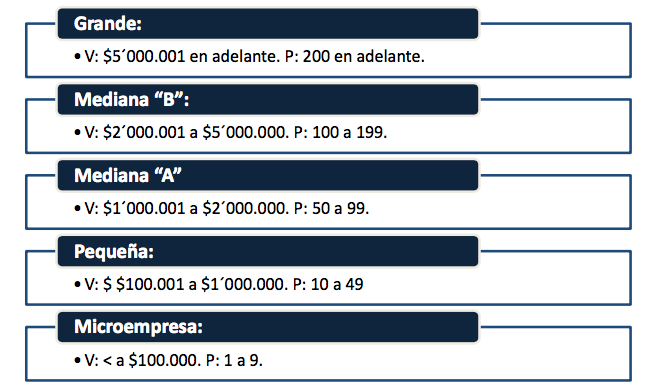 Grande:
• V: $5´000.001 en adelante. P: 200 en adelante.
Mediana “B”:
• V: $2´000.001 a $5´000.000. P: 100 a 199.
Mediana “A”
• V: $1´000.001 a $2´000.000. P: 50 a 99.
Pequeña:
• V: $ $100.001 a $1´000.000. P: 10 a 49
Microempresa:
• V: < a $100.000. P: 1 a 9.